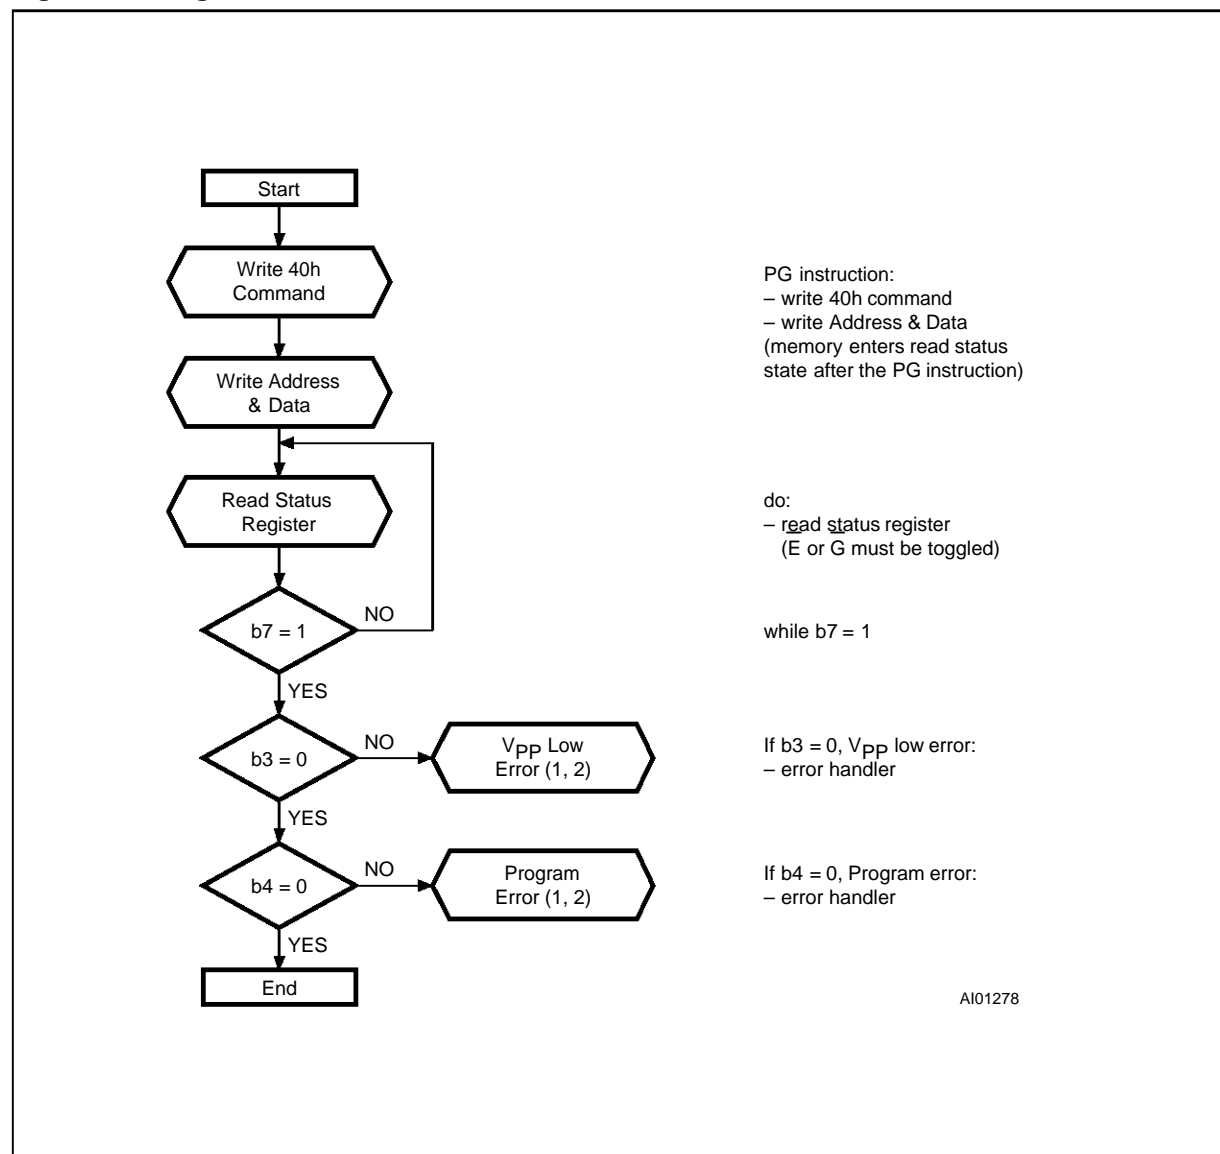 Start
Write 40h
Command
Write Address
& Data
Read Status
Register
b7 = 1
NO
YES
b3 = 0
NO
YES
VPP Low
Error (1, 2)
b4 = 0
NO
YES
Program
Error (1, 2)
End
PG instruction:
– write 40h command
– write Address & Data
(memory enters read status
state after the PG instruction)
do:
– read status register
(E or G must be toggled)
while b7 = 1
If b3 = 0, VPP low error:
– error handler
If b4 = 0, Program error:
– error handler
AI01278